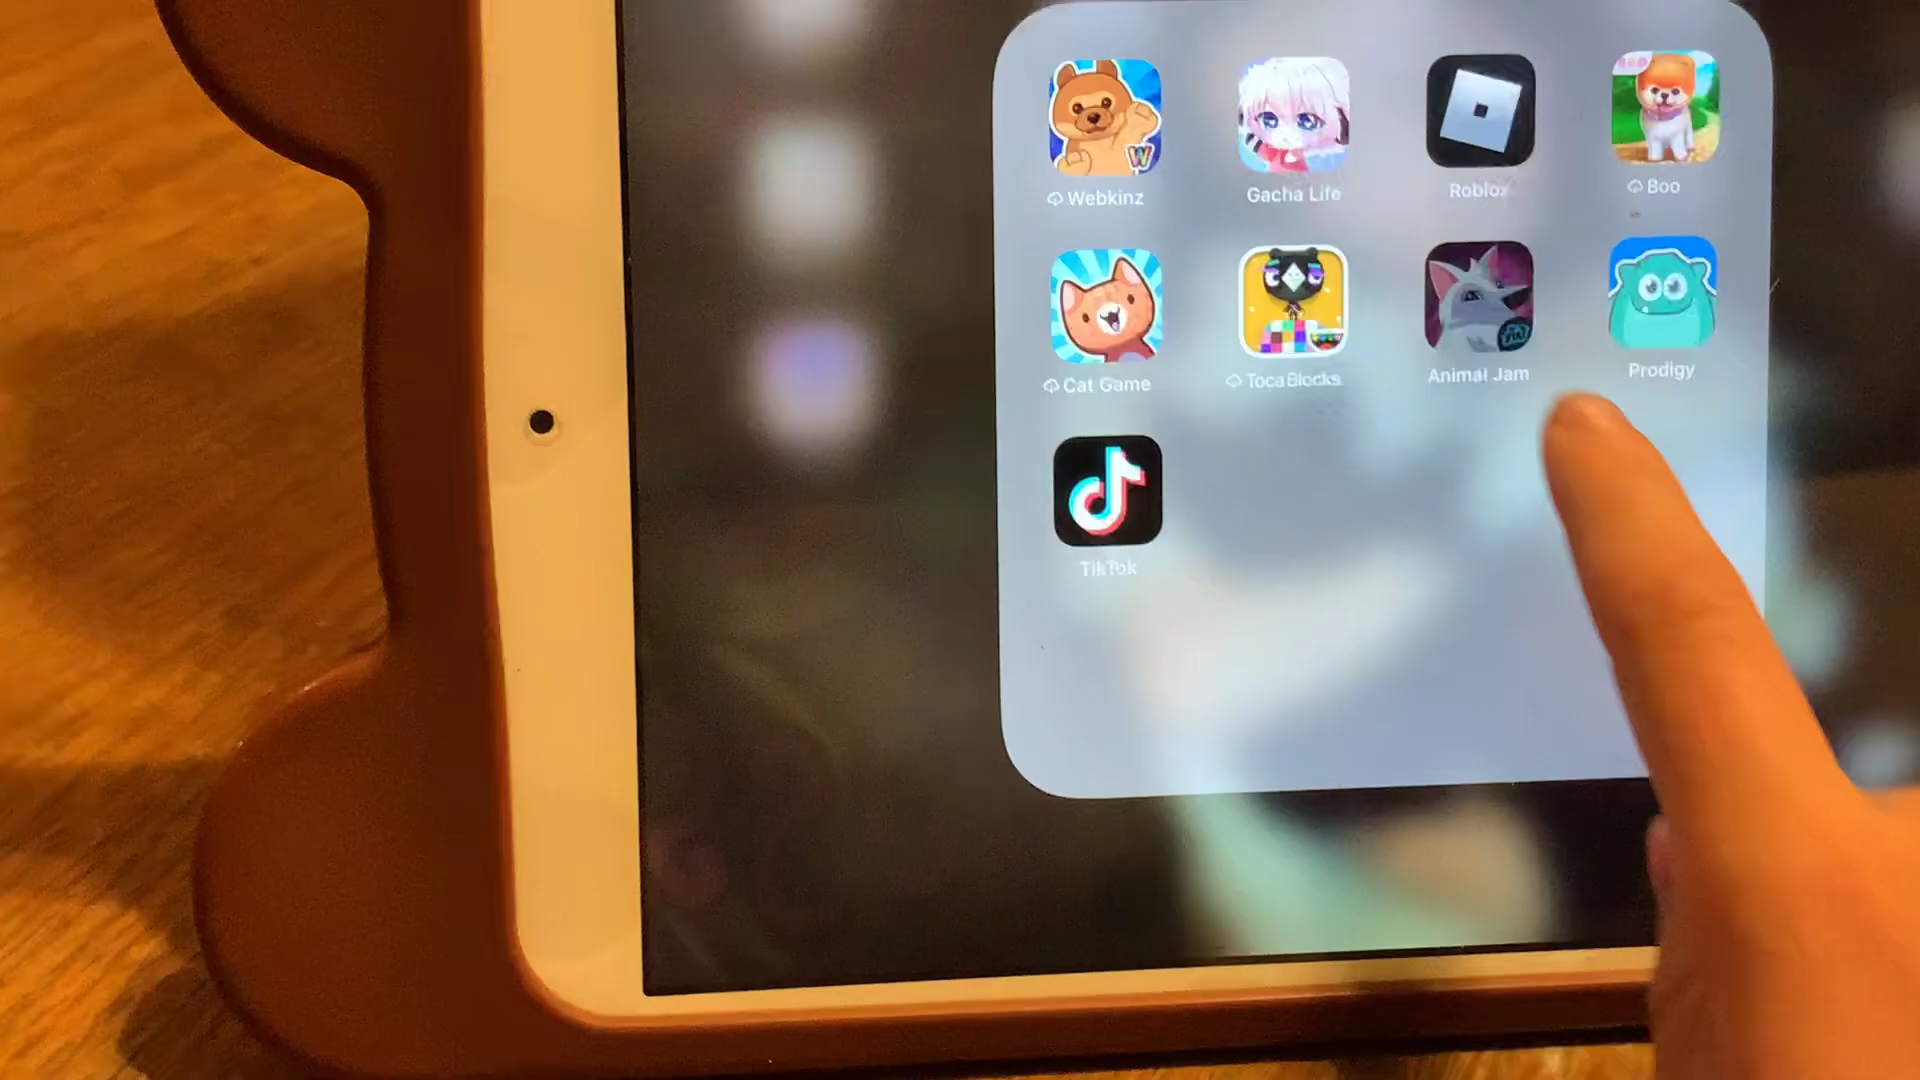 Webkinz
Gacha Life
Roblox
Boo
Cat Game
Toca Blocks
Animal Jam
Prodigy
TikTok